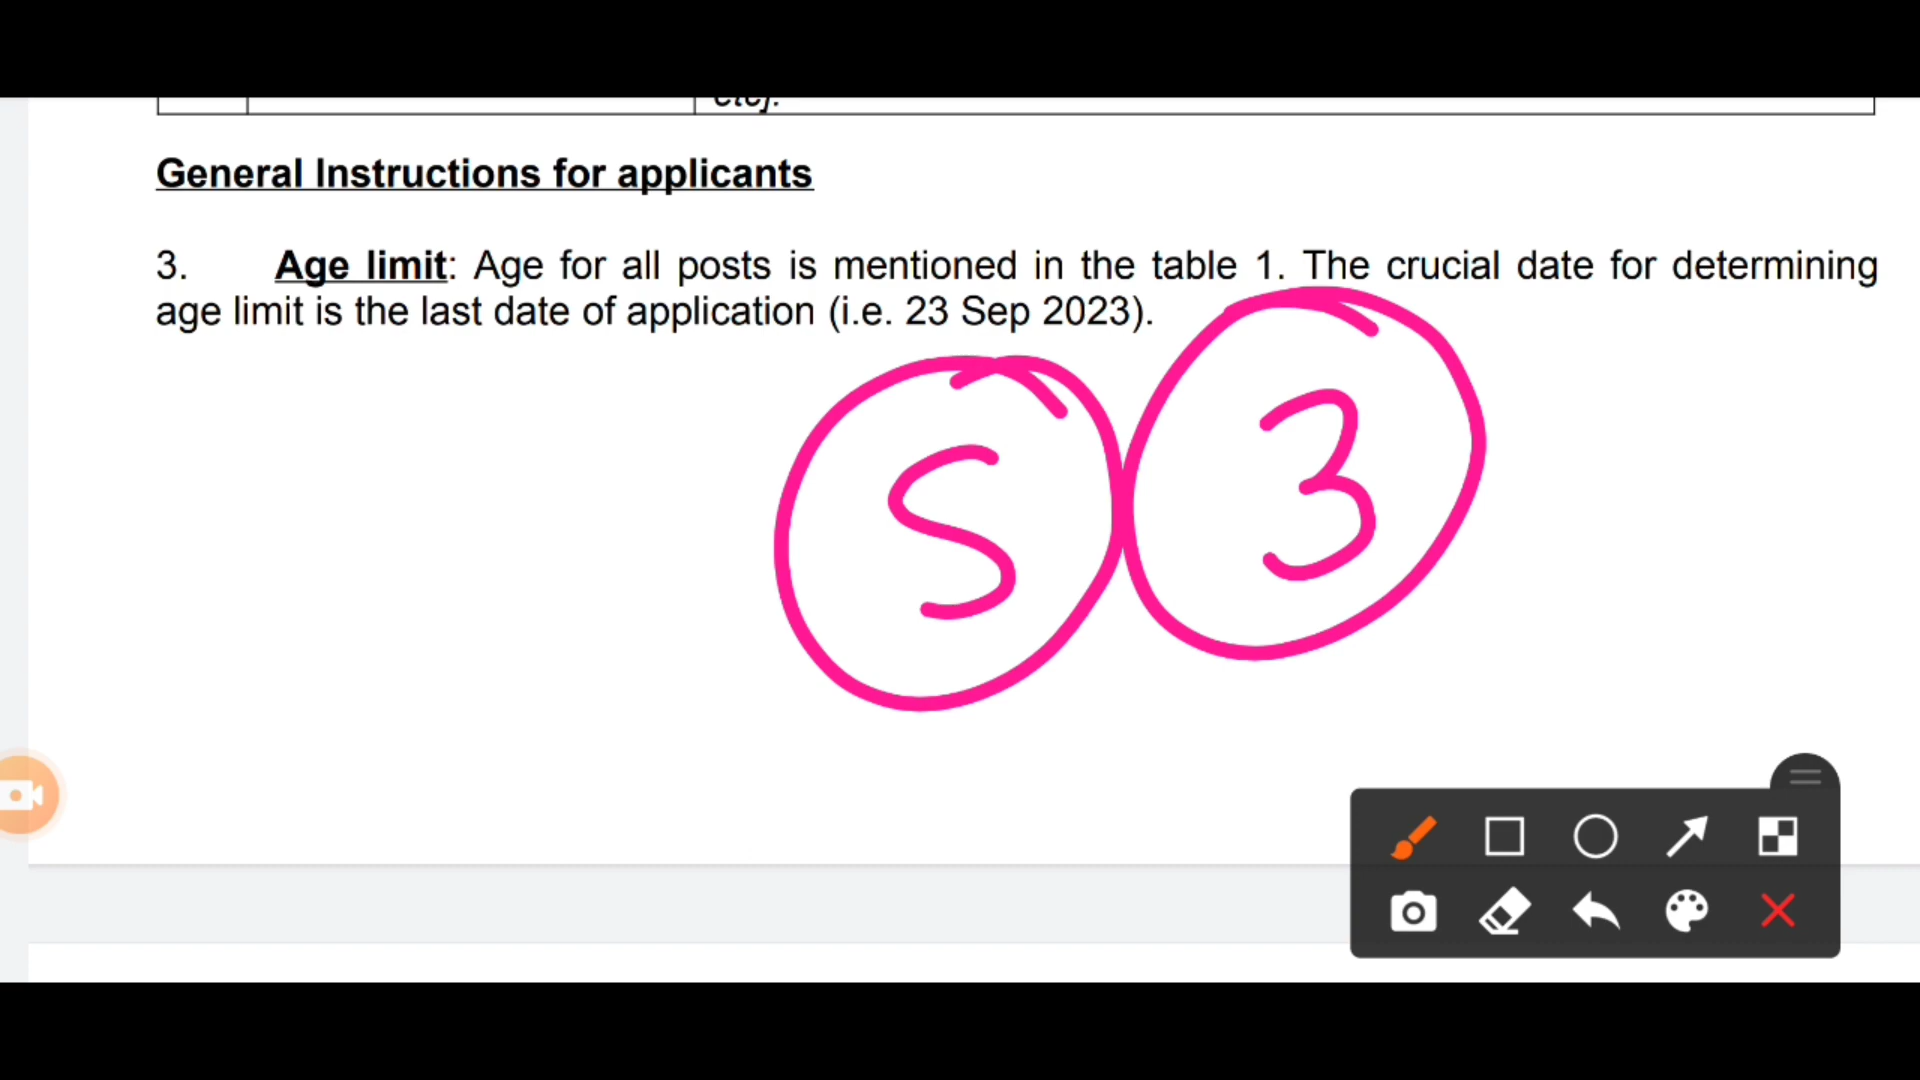 etc).
General Instructions for applicants
3. Age limit: Age for all posts is mentioned in the table 1. The crucial date for determining
age limit is the last date of application (i.e. 23 Sep 2023).
S 3